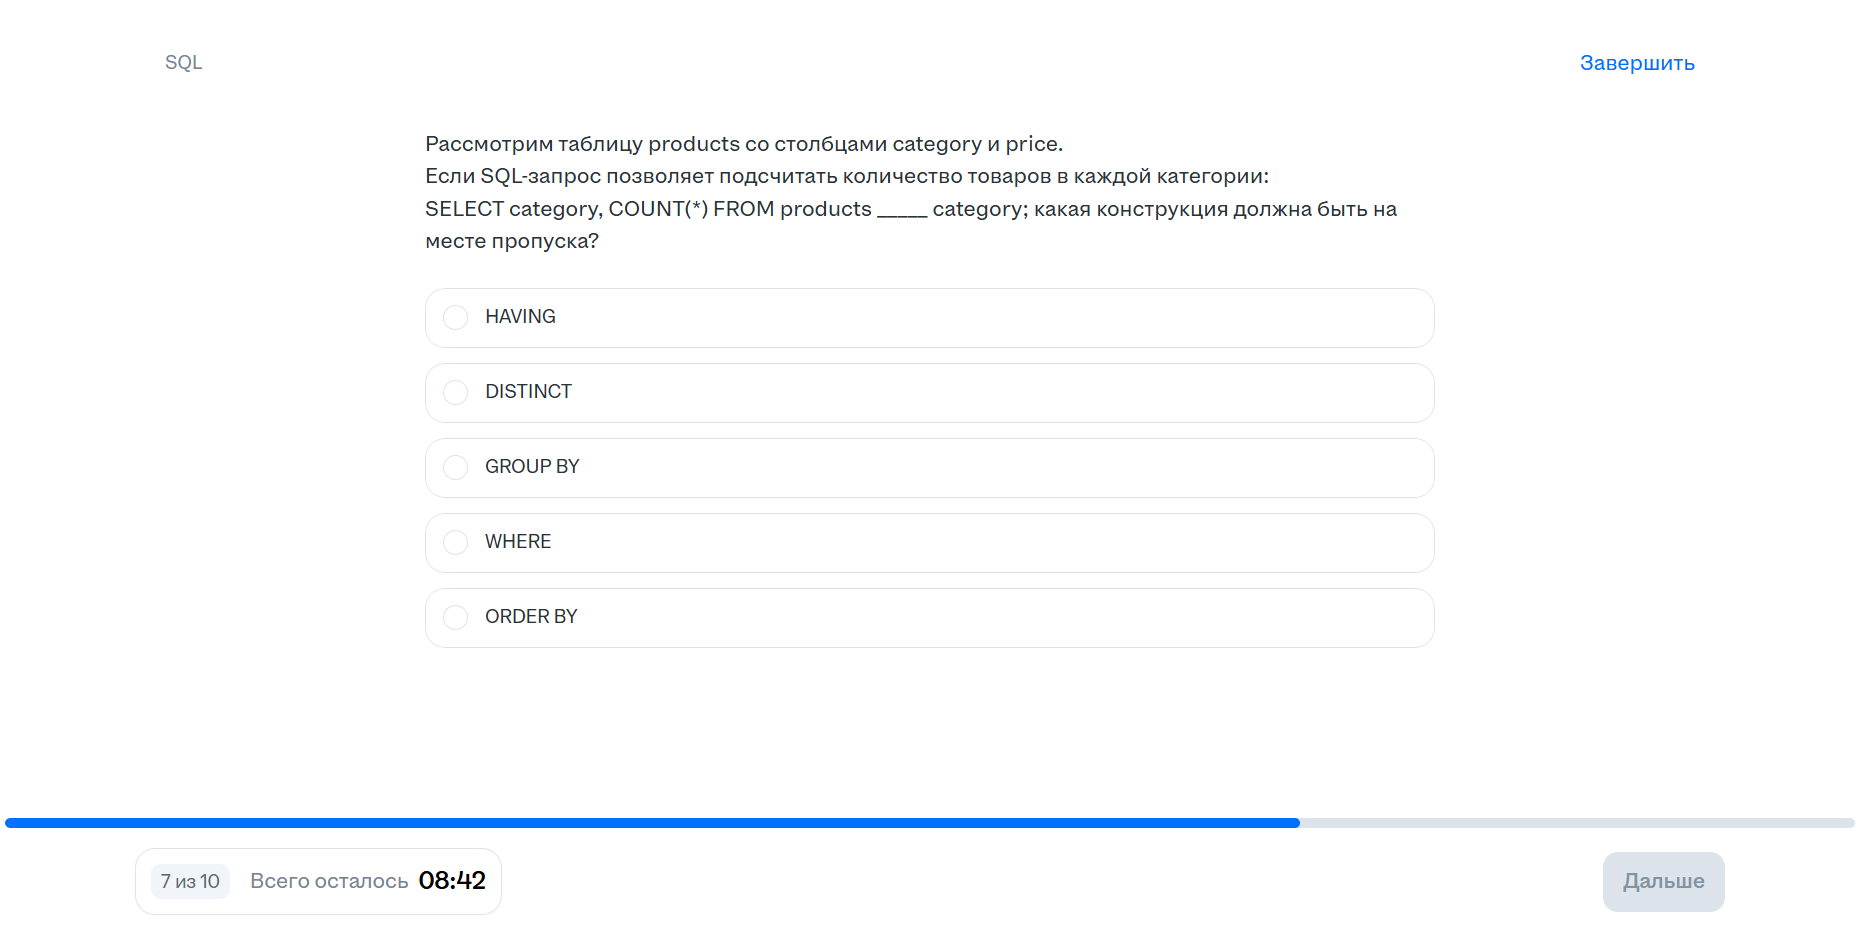 SQL
Завершить
Рассмотрим таблицу products со столбцами category и price.
Если SQL-запрос позволяет подсчитать количество товаров в каждой категории:
SELECT category, COUNT(*) FROM products _____ category; какая конструкция должна быть на
месте пропуска?
HAVING
DISTINCT
GROUP BY
WHERE
ORDER BY
7 из 10
Всего осталось 08:42
Дальше